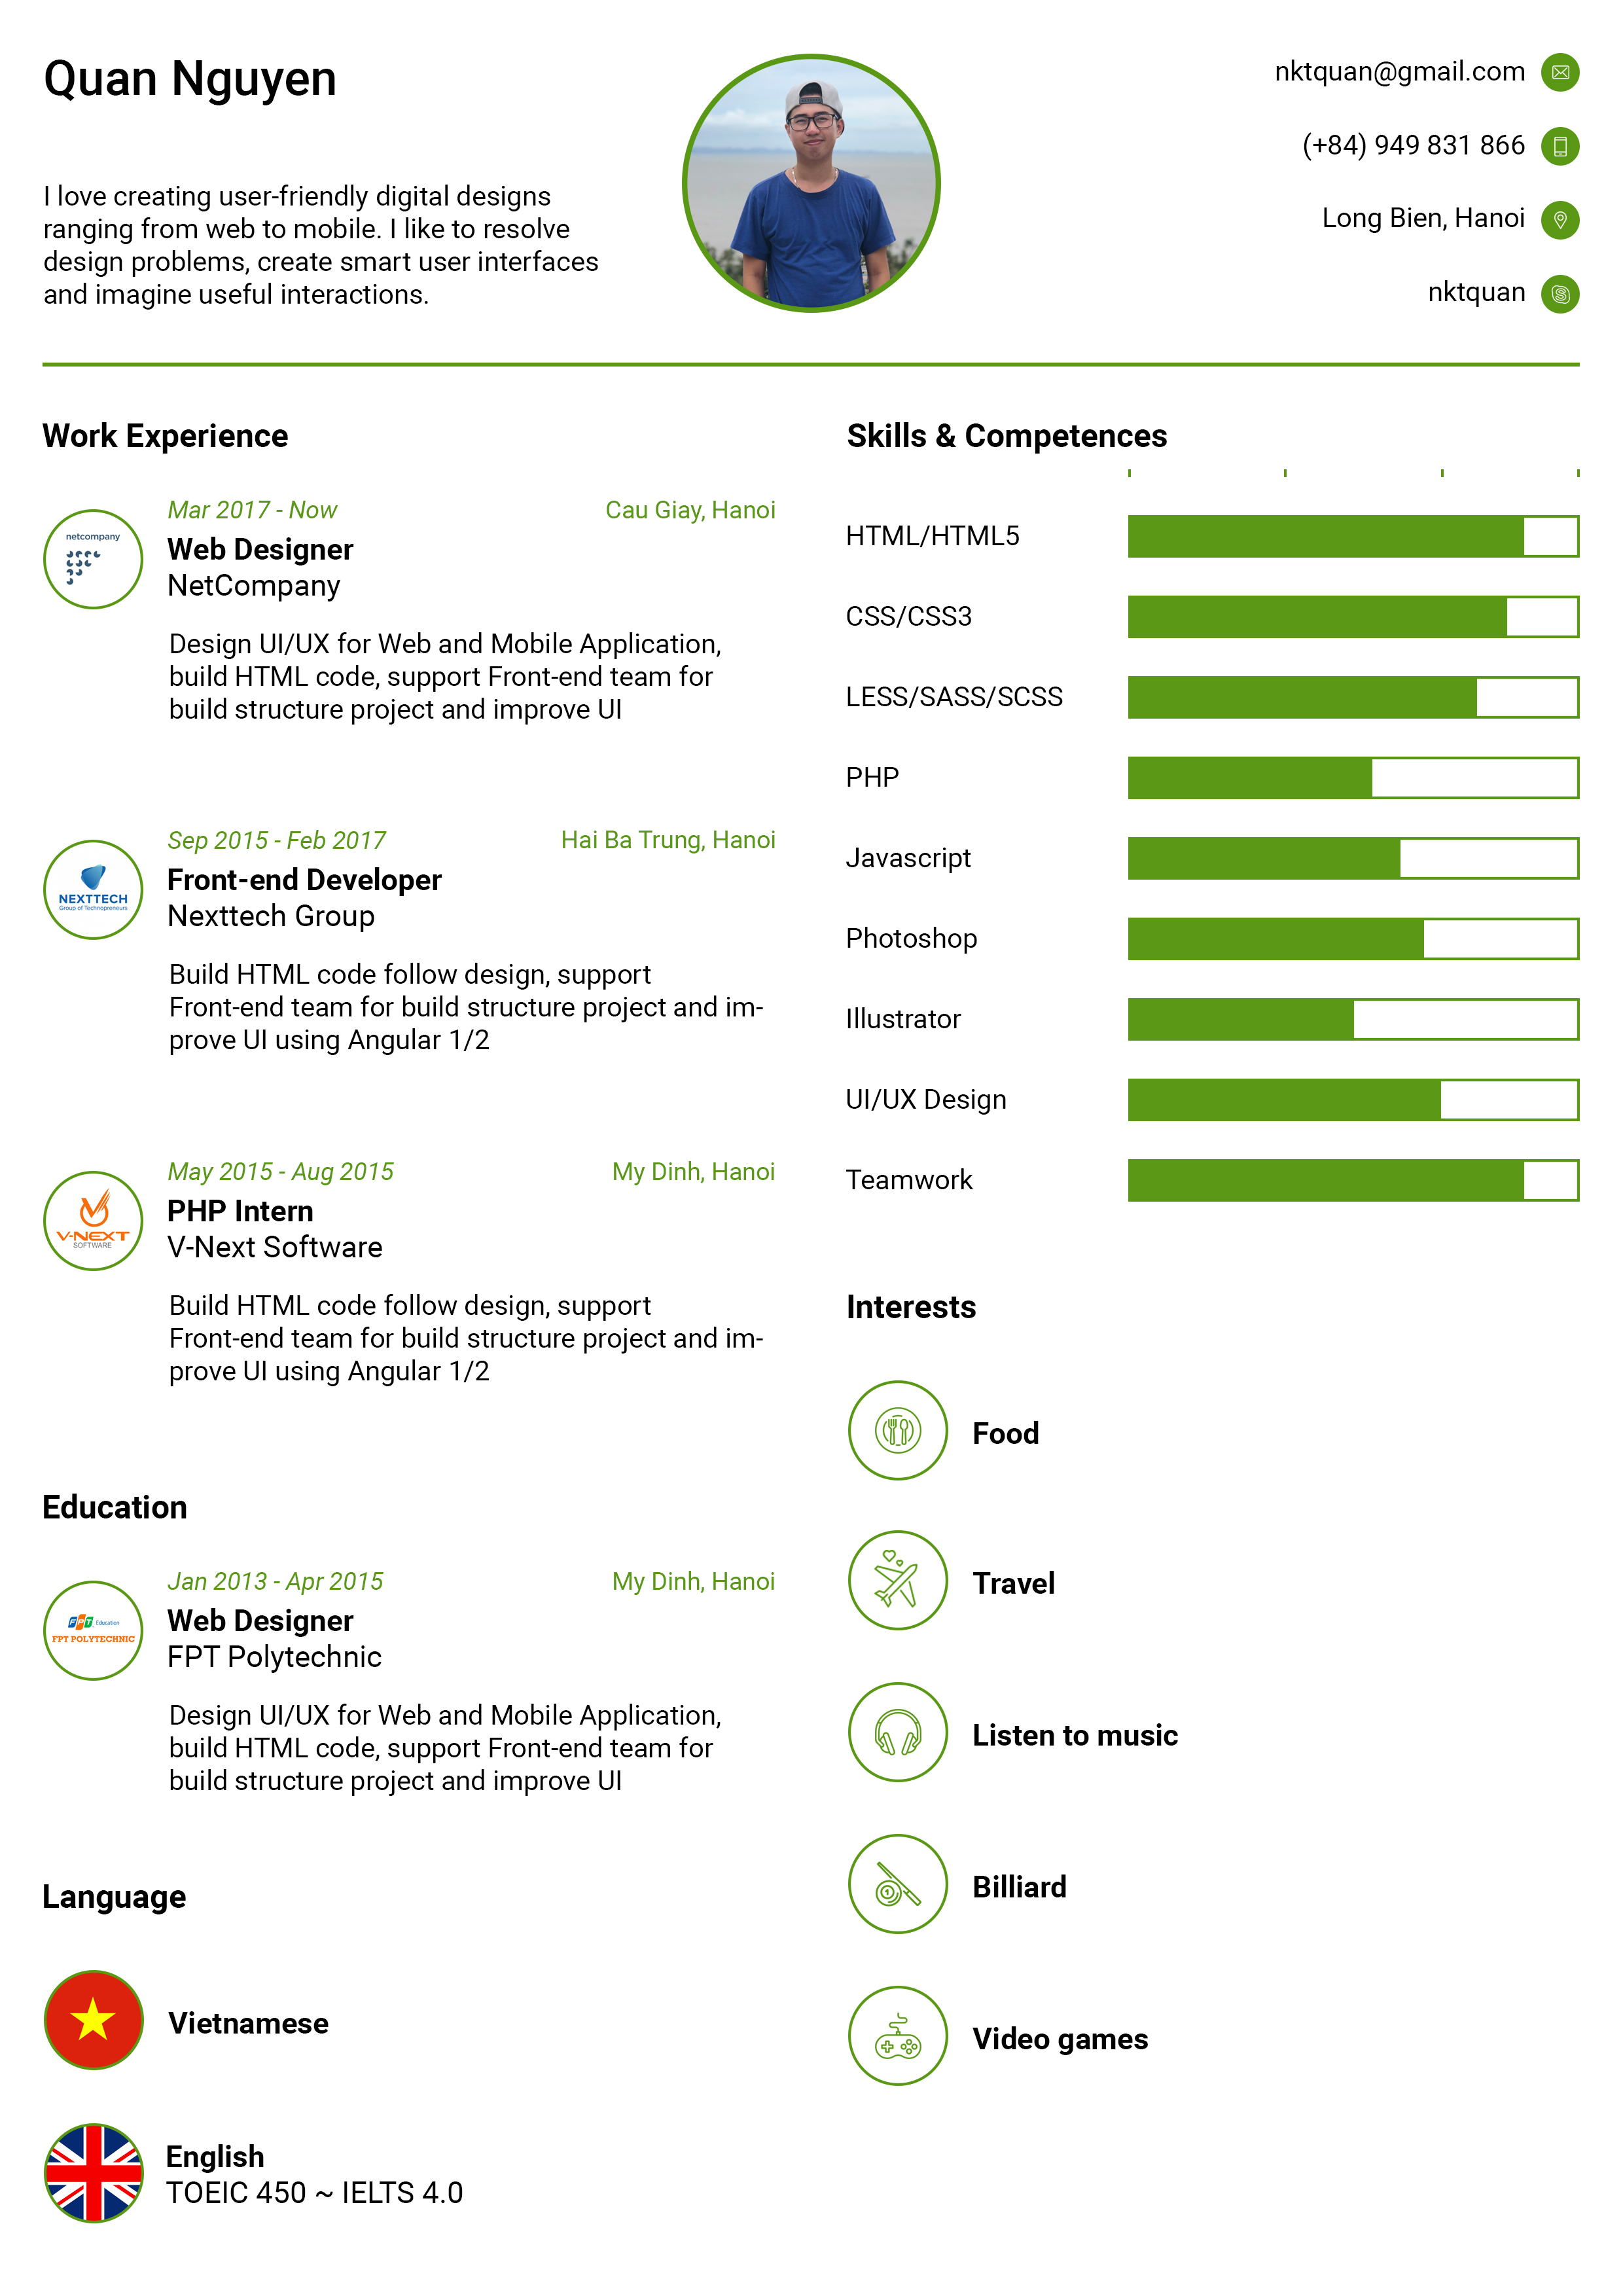 Quan Nguyen
I love creating user-friendly digital designs
ranging from web to mobile. I like to resolve
design problems, create smart user interfaces
and imagine useful interactions.
nktquan@gmail.com
(+84) 949 831 866
Long Bien, Hanoi
nktquan
Work Experience
netcompany
Mar 2017 - Now Cau Giay, Hanoi
Web Designer
NetCompany
Design UI/UX for Web and Mobile Application,
build HTML code, support Front-end team for
build structure project and improve UI
NEXTTECH
Group of Technopreneurs
Sep 2015 - Feb 2017 Hai Ba Trung, Hanoi
Front-end Developer
Nexttech Group
Build HTML code follow design, support
Front-end team for build structure project and im-
prove UI using Angular 1/2
V-NEXT
SOFTWARE
May 2015 - Aug 2015 My Dinh, Hanoi
PHP Intern
V-Next Software
Build HTML code follow design, support
Front-end team for build structure project and im-
prove UI using Angular 1/2
Education
FPT Education
FPT POLYTECHNIC
Jan 2013 - Apr 2015 My Dinh, Hanoi
Web Designer
FPT Polytechnic
Design UI/UX for Web and Mobile Application,
build HTML code, support Front-end team for
build structure project and improve UI
Language
Vietnamese
English
TOEIC 450 ~ IELTS 4.0
Skills & Competences
HTML/HTML5
CSS/CSS3
LESS/SASS/SCSS
PHP
Javascript
Photoshop
Illustrator
UI/UX Design
Teamwork
Interests
Food
Travel
Listen to music
1
Billiard
Video games